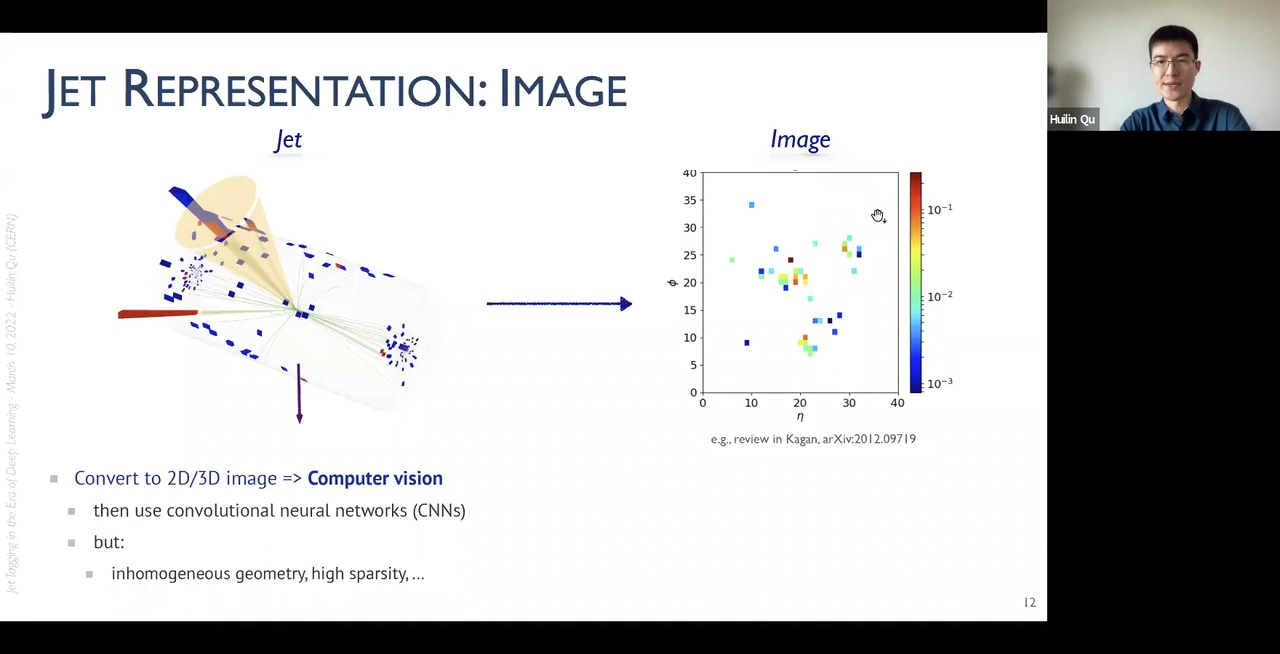 JET REPRESENTATION: IMAGE
Jet
Image
40
35
30
25
20
15
10
5
0
ϕ
0 10 20 30 40
η
10⁻¹
10⁻²
10⁻³
e.g., review in Kagan, arXiv:2012.09719
Convert to 2D/3D image => Computer vision
then use convolutional neural networks (CNNs)
but:
inhomogeneous geometry, high sparsity, ...
12
Jet Tagging in the Era of Deep Learning - March 10, 2022 - Huilin Qu (CERN)
Huilin Qu